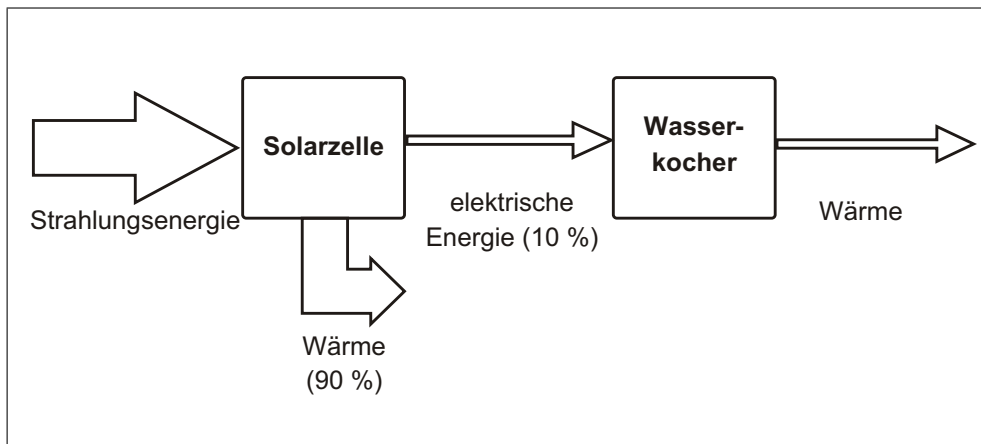 Solarzelle
Wasser-
kocher
Strahlungsenergie
elektrische
Energie (10 %)
Wärme
Wärme
(90 %)